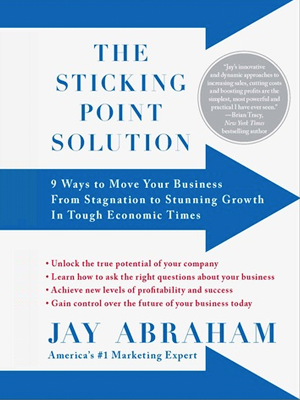 THE
STICKING
POINT
SOLUTION
"Jay's innovative
and dynamic approaches to
increasing sales, cutting costs
and boosting profits are the
simplest, most powerful and
practical I have ever seen."
—Brian Tracy,
New York Times
bestselling author
9 Ways to Move Your Business
From Stagnation to Stunning Growth
In Tough Economic Times
• Unlock the true potential of your company
• Learn how to ask the right questions about your business
• Achieve new levels of profitability and success
• Gain control over the future of your business today
JAY ABRAHAM
America's #1 Marketing Expert